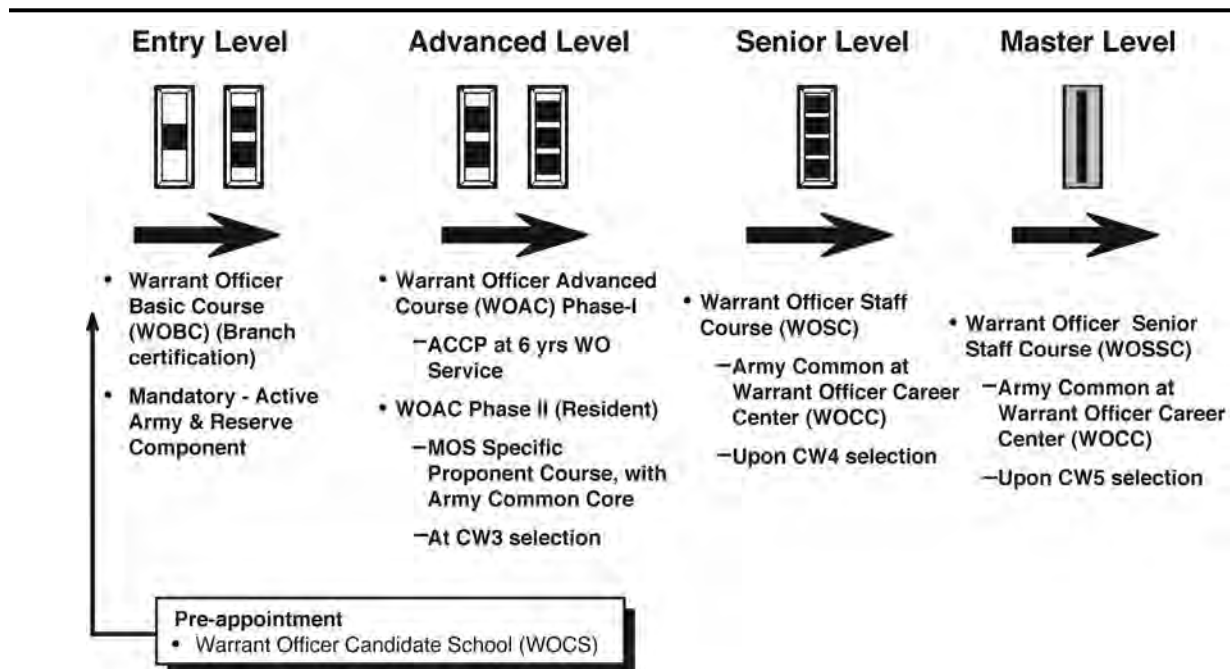 Entry Level
Advanced Level
Senior Level
Master Level
• Warrant Officer
Basic Course
(WOBC) (Branch
certification)
• Mandatory - Active
Army & Reserve
Component
• Warrant Officer Advanced
Course (WOAC) Phase-I
–ACCP at 6 yrs WO
Service
• WOAC Phase II (Resident)
–MOS Specific
Proponent Course, with
Army Common Core
–At CW3 selection
• Warrant Officer Staff
Course (WOSC)
–Army Common at
Warrant Officer Career
Center (WOCC)
–Upon CW4 selection
• Warrant Officer Senior
Staff Course (WOSSC)
–Army Common at
Warrant Officer Career
Center (WOCC)
–Upon CW5 selection
Pre-appointment
• Warrant Officer Candidate School (WOCS)